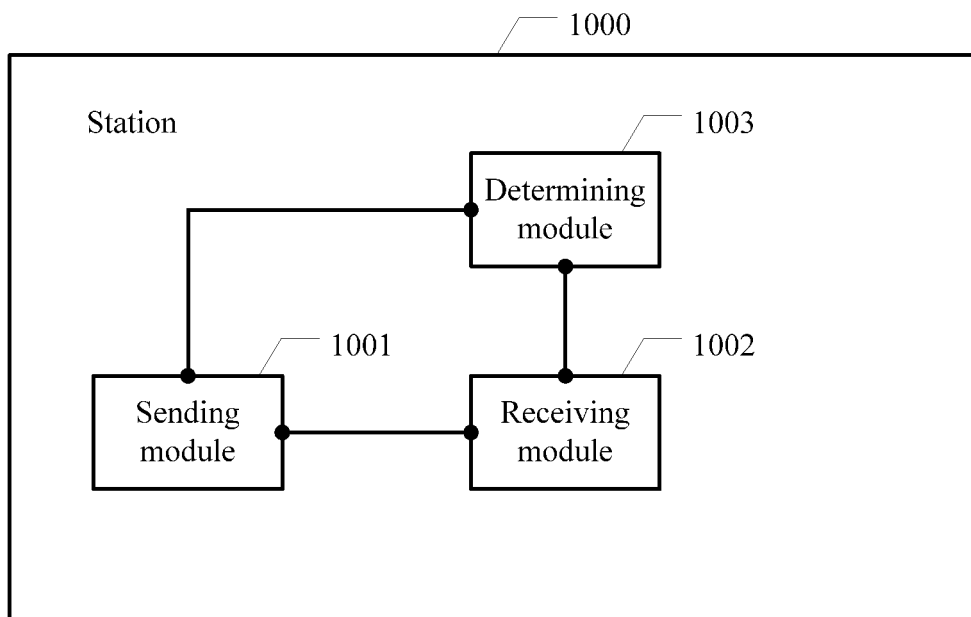 1000
Station
1003
Determining
module
1001
1002
Sending
module
Receiving
module